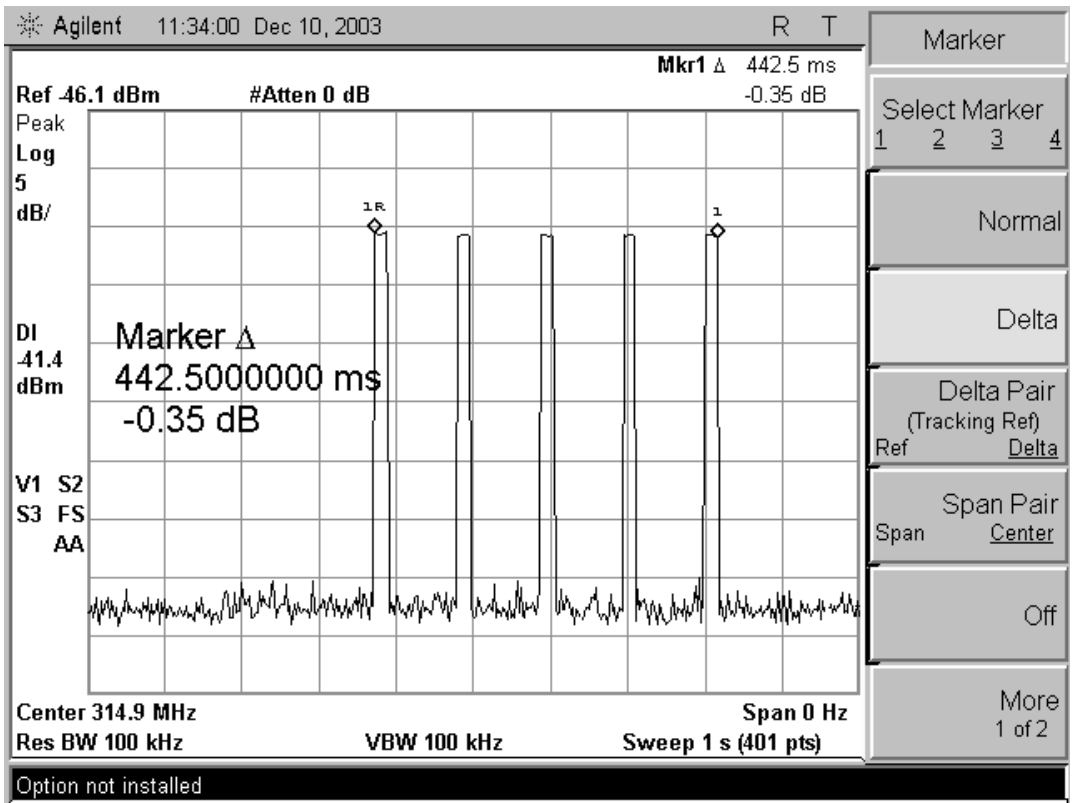 Agilent 11:34:00 Dec 10, 2003 R T
Mkr1 Δ 442.5 ms
Ref -46.1 dBm #Atten 0 dB -0.35 dB
Peak
Log
5
dB/
1R
1
DI
-41.4
dBm
Marker Δ
442.5000000 ms
-0.35 dB
V1 S2
S3 FS
AA
Center 314.9 MHz Span 0 Hz
Res BW 100 kHz VBW 100 kHz Sweep 1 s (401 pts)
Option not installed
Marker
Select Marker
1 2 3 4
Normal
Delta
Delta Pair
(Tracking Ref)
Ref Delta
Span Pair
Span Center
Off
More
1 of 2